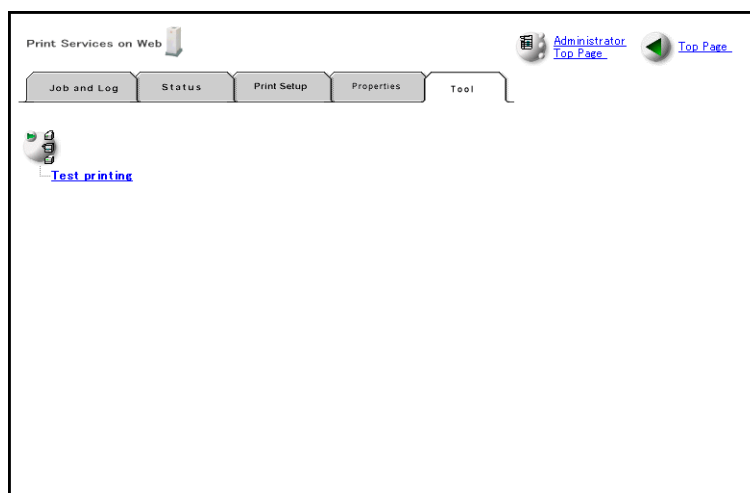 Print Services on Web
Administrator
Top Page
Top Page
Job and Log
Status
Print Setup
Properties
Tool
Test printing